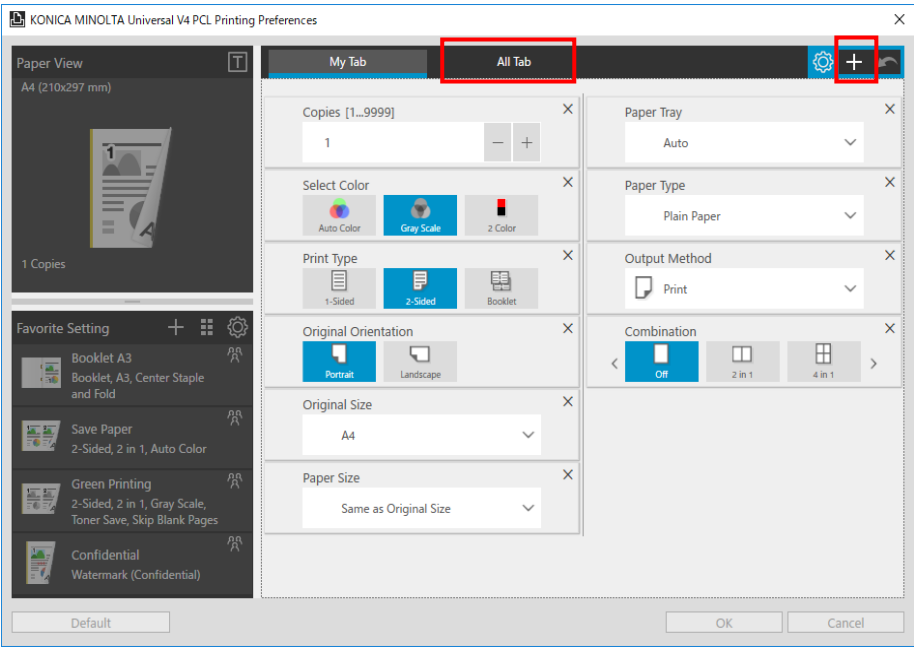 KONICA MINOLTA Universal V4 PCL Printing Preferences
Paper View
T
A4 (210x297 mm)
1
1 Copies
Favorite Setting
Booklet A3
Booklet, A3, Center Staple
and Fold
Save Paper
2-Sided, 2 in 1, Auto Color
Green Printing
2-Sided, 2 in 1, Gray Scale,
Toner Save, Skip Blank Pages
Confidential
Watermark (Confidential)
My Tab
All Tab
Copies [1...9999]
1
Select Color
Auto Color
Gray Scale
2 Color
Print Type
1-Sided
2-Sided
Booklet
Original Orientation
Portrait
Landscape
Original Size
A4
Paper Size
Same as Original Size
Paper Tray
Auto
Paper Type
Plain Paper
Output Method
Print
Combination
Off
2 in 1
4 in 1
Default
OK
Cancel